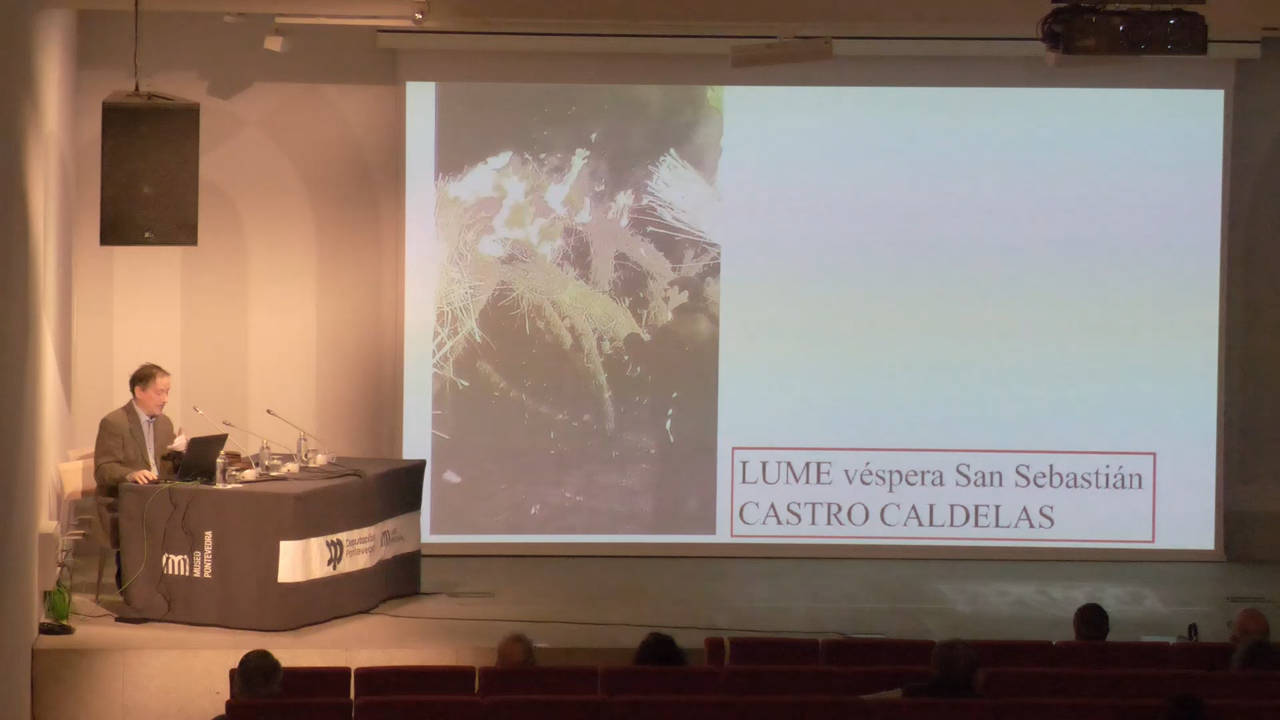 LUME véspera San Sebastián
CASTRO CALDELAS
MUSEO
PONTEVEDRA
Deputación
Pontevedra